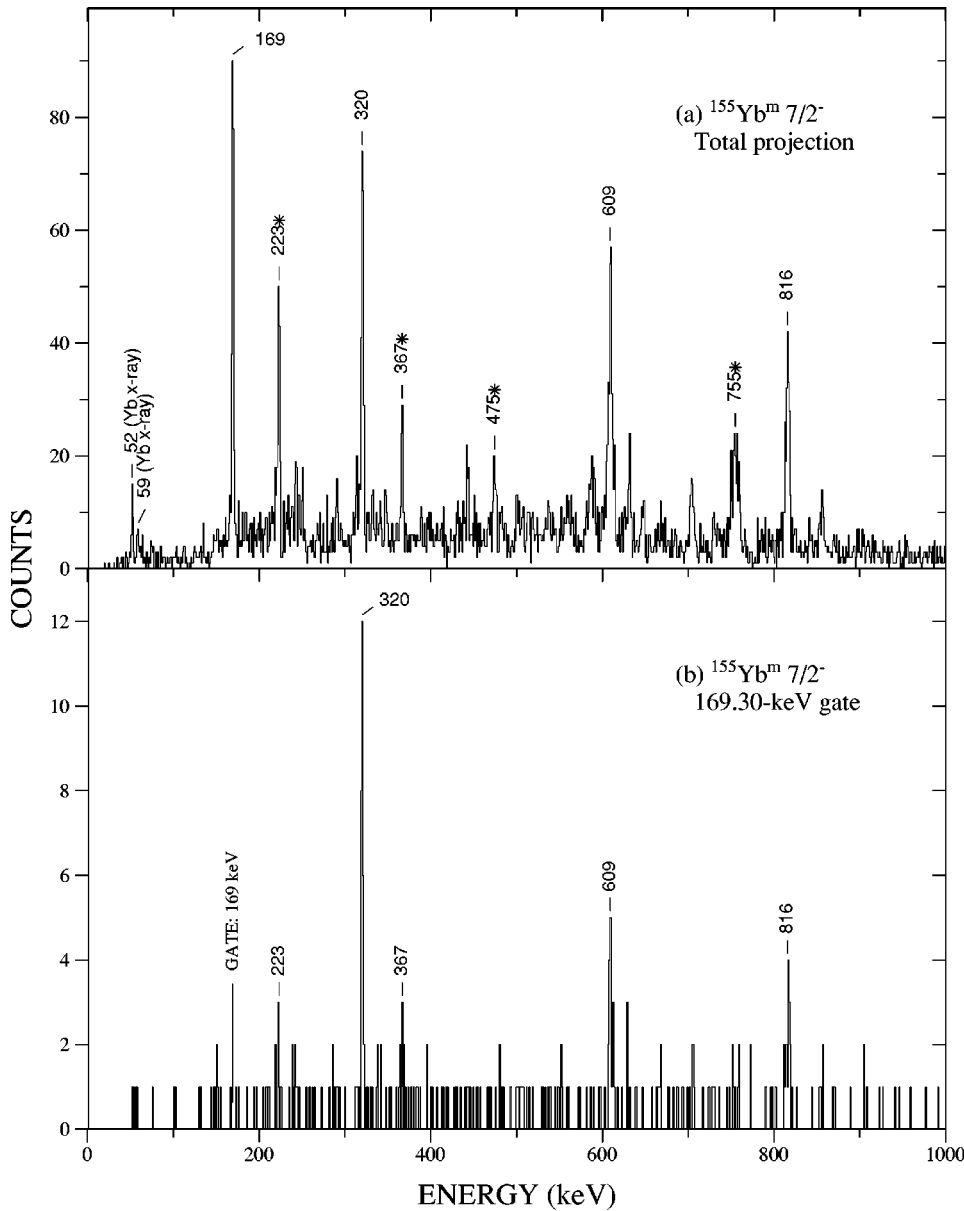 169
320
(a) ¹⁵⁵Ybᵐ 7/2⁻
Total projection
80
609
223*
60
816
367*
52 (Yb x-ray)
59 (Yb x-ray)
475*
755*
40
20
0
COUNTS
320
12
(b) ¹⁵⁵Ybᵐ 7/2⁻
169.30-keV gate
10
8
GATE: 169 keV
609
6
223
367
816
4
2
0
0 200 400 600 800 1000
ENERGY (keV)